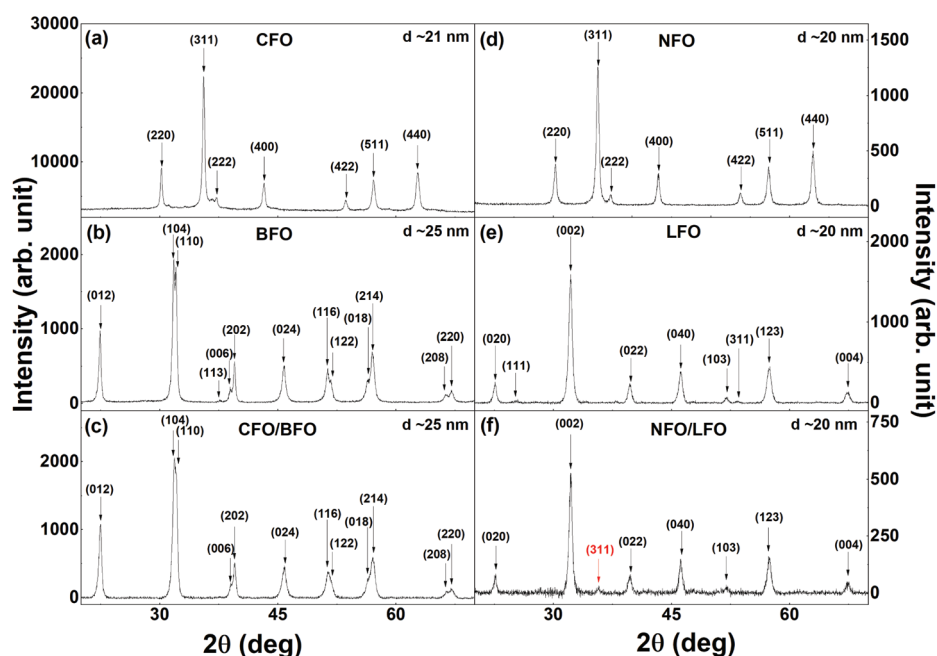 (a) CFO d ~21 nm
(220) (311) (222) (400) (422) (511) (440)
30000
20000
10000
(d) NFO d ~20 nm
(220) (311) (222) (400) (422) (511) (440)
1500
1000
500
0
(b) BFO d ~25 nm
(012) (104) (110) (113) (006) (202) (024) (116) (122) (018) (214) (208) (220)
2000
1000
0
(e) LFO d ~20 nm
(020) (111) (002) (022) (040) (103) (311) (123) (004)
2000
1000
0
(c) CFO/BFO d ~25 nm
(012) (104) (110) (006) (202) (024) (116) (122) (018) (214) (208) (220)
2000
1000
0
(f) NFO/LFO d ~20 nm
(020) (002) (311) (022) (040) (103) (123) (004)
750
500
250
0
30 45 60
30 45 60
2θ (deg)
2θ (deg)
Intensity (arb. unit)
Intensity (arb. unit)